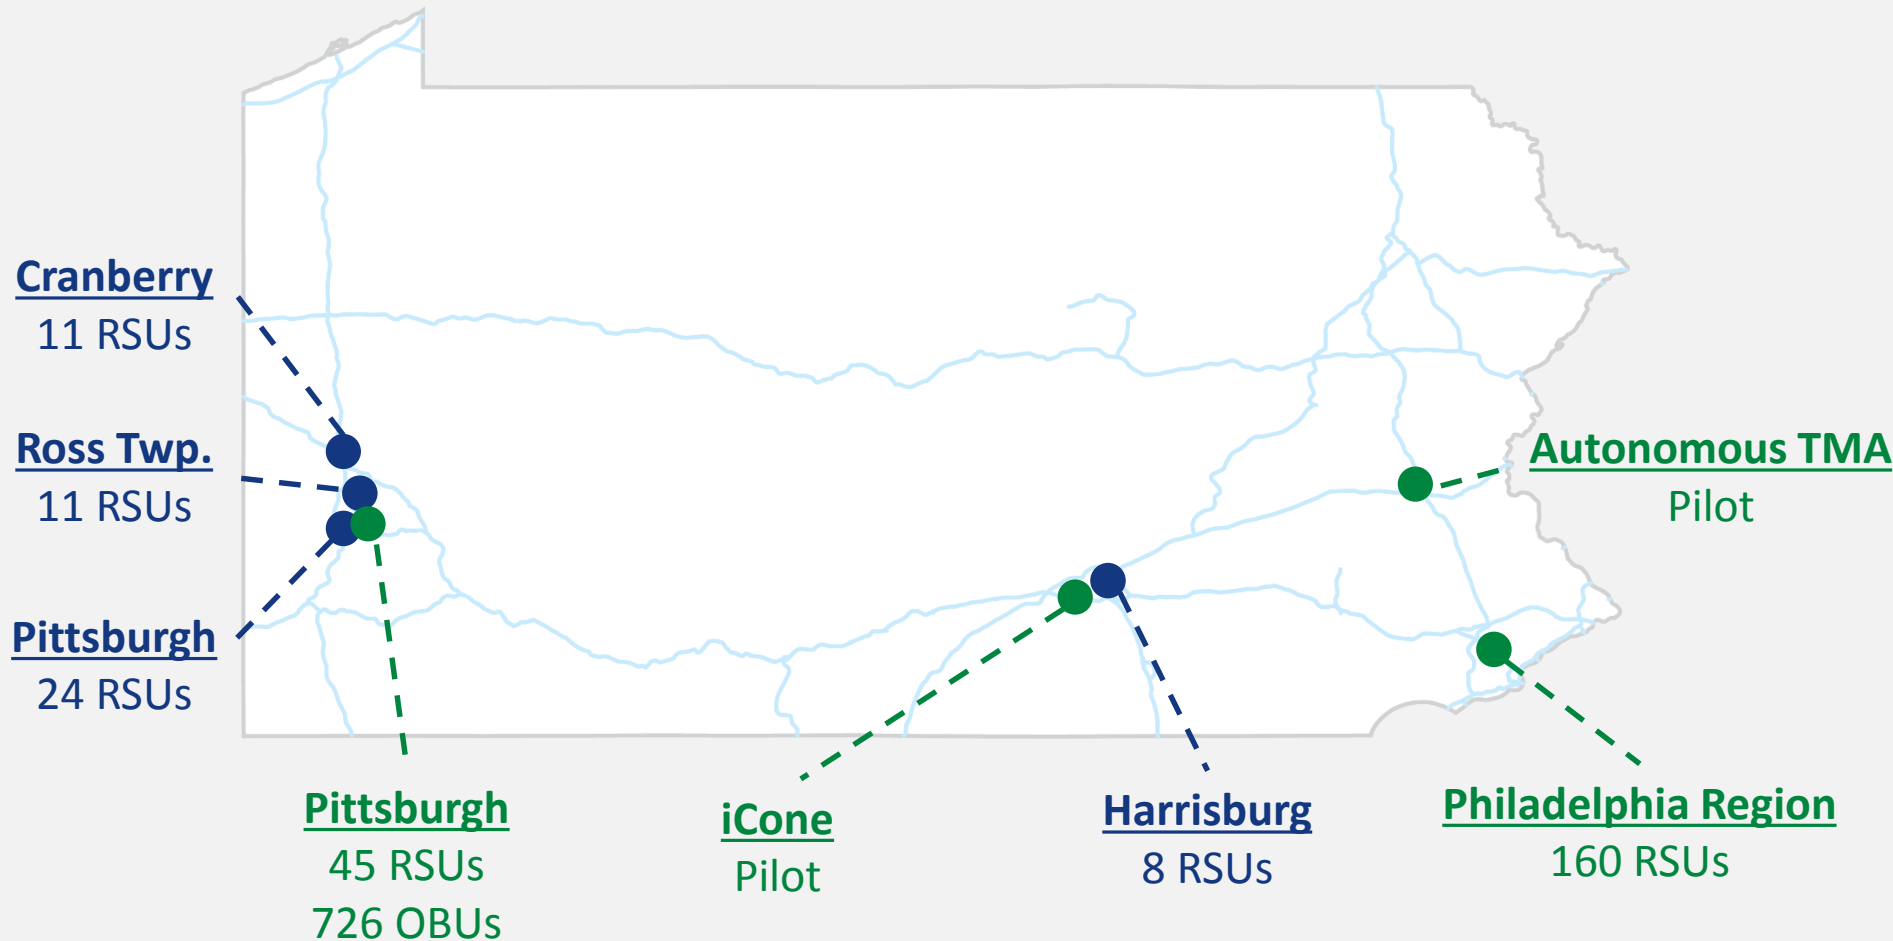 Cranberry
11 RSUs
Ross Twp.
11 RSUs
Pittsburgh
24 RSUs
Autonomous TMA
Pilot
Pittsburgh
45 RSUs
726 OBUs
iCone
Pilot
Harrisburg
8 RSUs
Philadelphia Region
160 RSUs